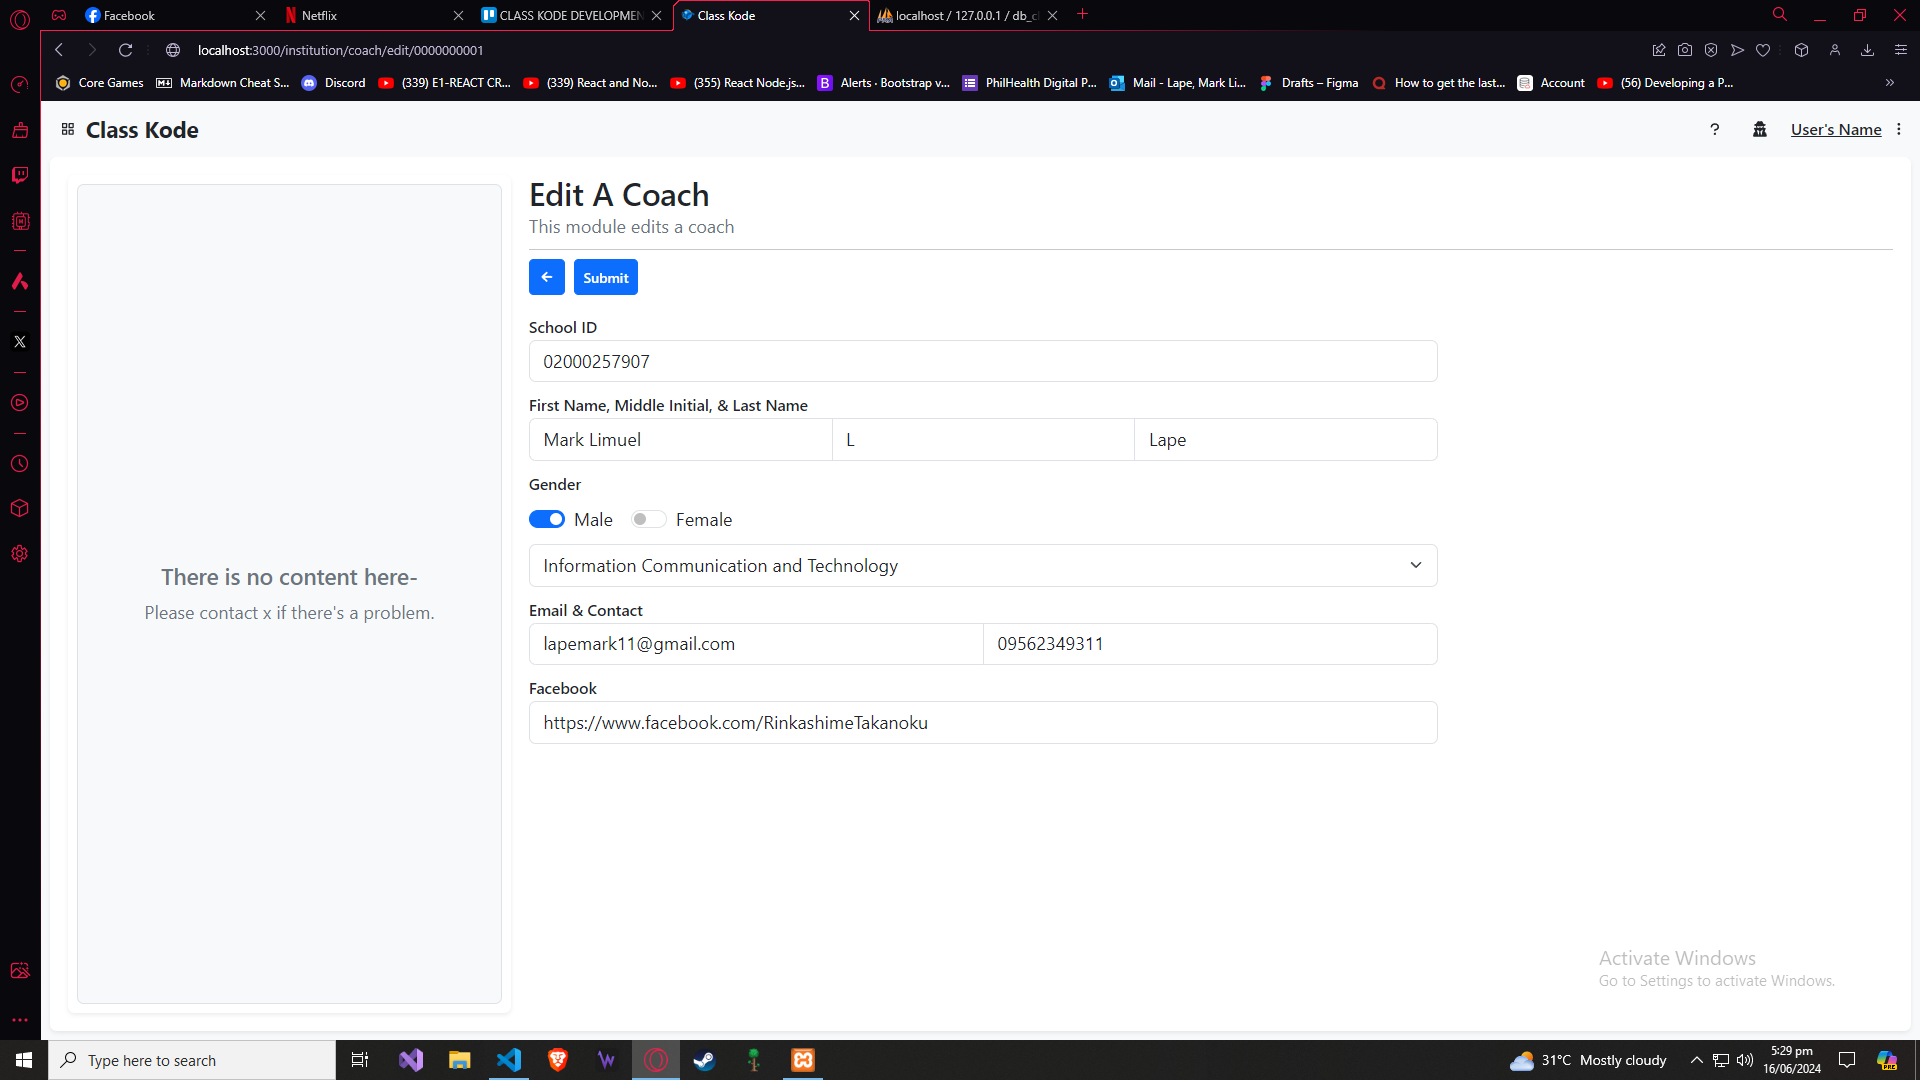 Facebook
Netflix
CLASS KODE DEVELOPMEN
Class Kode
localhost / 127.0.0.1 / db_c
localhost:3000/institution/coach/edit/0000000001
Core Games
Markdown Cheat S...
Discord
(339) E1-REACT CR...
(339) React and No...
(355) React Node.js...
Alerts · Bootstrap v...
PhilHealth Digital P...
Mail - Lape, Mark Li...
Drafts – Figma
How to get the last...
Account
(56) Developing a P...
Class Kode
?
User's Name
There is no content here-
Please contact x if there's a problem.
Edit A Coach
This module edits a coach
Submit
School ID
02000257907
First Name, Middle Initial, & Last Name
Mark Limuel
L
Lape
Gender
Male
Female
Information Communication and Technology
Email & Contact
lapemark11@gmail.com
09562349311
Facebook
https://www.facebook.com/RinkashimeTakanoku
Activate Windows
Go to Settings to activate Windows.
Type here to search
31°C Mostly cloudy
5:29 pm
16/06/2024